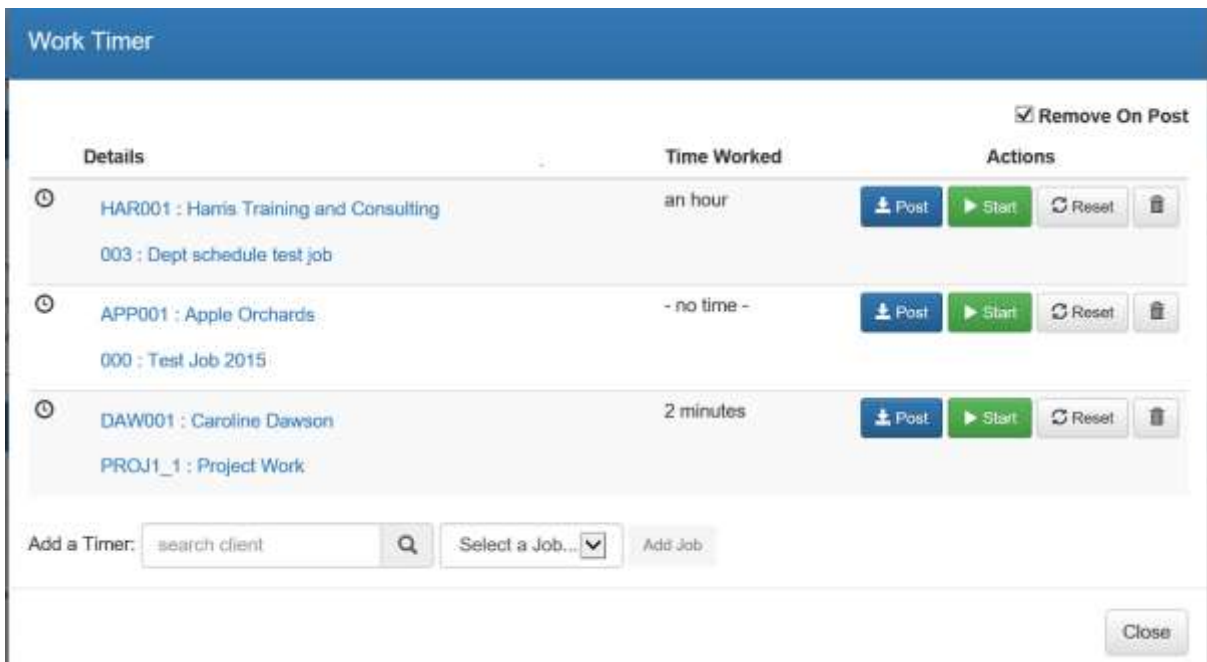 Work Timer
Remove On Post
Details Time Worked Actions
HAR001 : Harris Training and Consulting an hour Post Start Reset
003 : Dept schedule test job
APP001 : Apple Orchards - no time - Post Start Reset
000 : Test Job 2015
DAW001 : Caroline Dawson 2 minutes Post Start Reset
PROJ1_1 : Project Work
Add a Timer: search client Select a Job... Add Job
Close